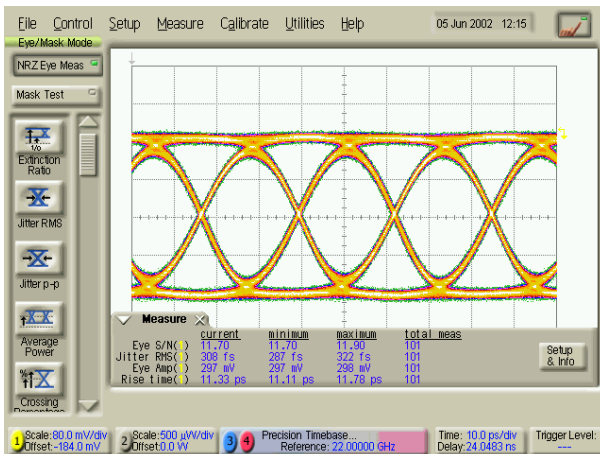 File Control Setup Measure Calibrate Utilities Help 05 Jun 2002 12:15
Eye/Mask Mode
NRZ Eye Meas
Mask Test
Extinction
Ratio
Jitter RMS
Jitter p-p
Average
Power
Crossing
Percentage
Measure
current minimum maximum total meas
Eye S/N(1) 11.70 11.70 11.90 101
Jitter RMS(1) 308 fs 287 fs 322 fs 101
Eye Amp(1) 297 mV 297 mV 298 mV 101
Rise time(1) 11.33 ps 11.11 ps 11.78 ps 101
Setup
& Info
1 Scale:80.0 mV/div 2 Scale:500 µW/div 3 4 Precision Timebase... Time: 10.0 ps/div Trigger Level:
Offset:-184.0 mV Offset:0.0 W Reference: 22.00000 GHz Delay:24.0483 ns ---